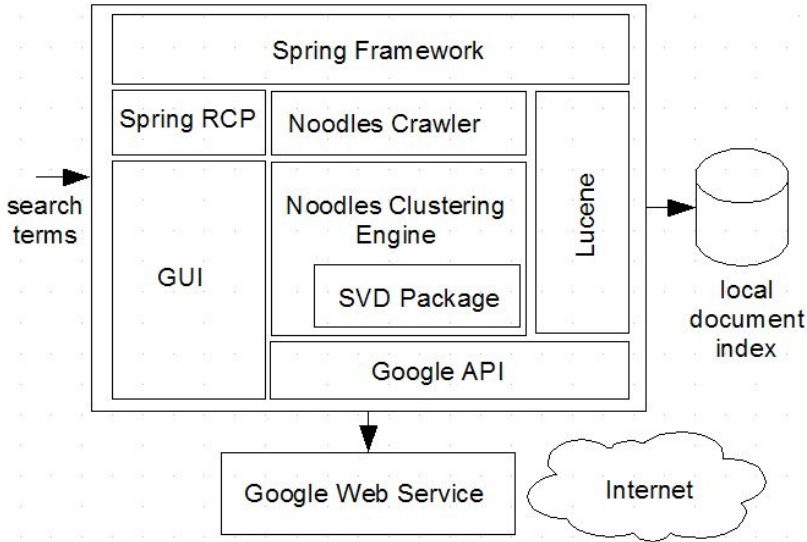 Spring Framework
Spring RCP
Noodles Crawler
search
terms
GUI
Noodles Clustering
Engine
SVD Package
Lucene
local
document
index
Google API
Google Web Service
Internet